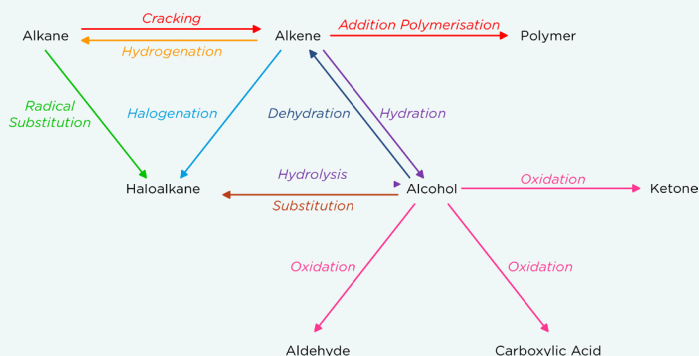 Cracking
Addition Polymerisation
Alkane
Alkene
Polymer
Hydrogenation
Radical
Substitution
Halogenation
Dehydration
Hydration
Hydrolysis
Haloalkane
Alcohol
Oxidation
Ketone
Substitution
Oxidation
Oxidation
Aldehyde
Carboxylic Acid